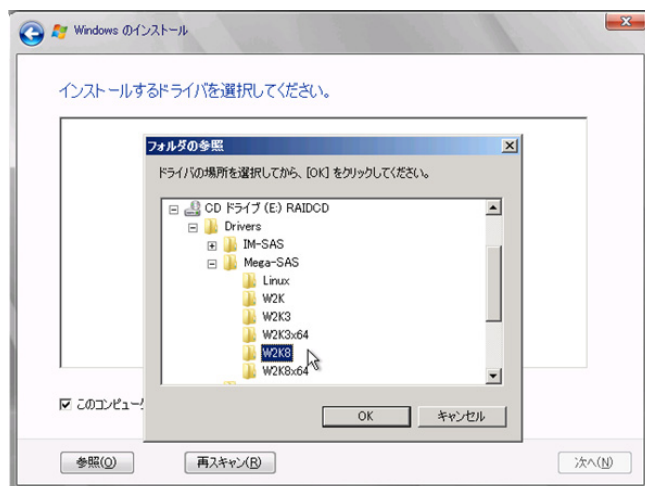 Windows のインストール
インストールするドライバを選択してください。
フォルダの参照
ドライバの場所を選択してから、[OK] をクリックしてください。
CD ドライブ (E:) RAIDCD
Drivers
IM-SAS
Mega-SAS
Linux
W2K
W2K3
W2K3x64
W2K8
W2K8x64
このコンピュー
OK キャンセル
参照(O) 再スキャン(R) 次へ(N)